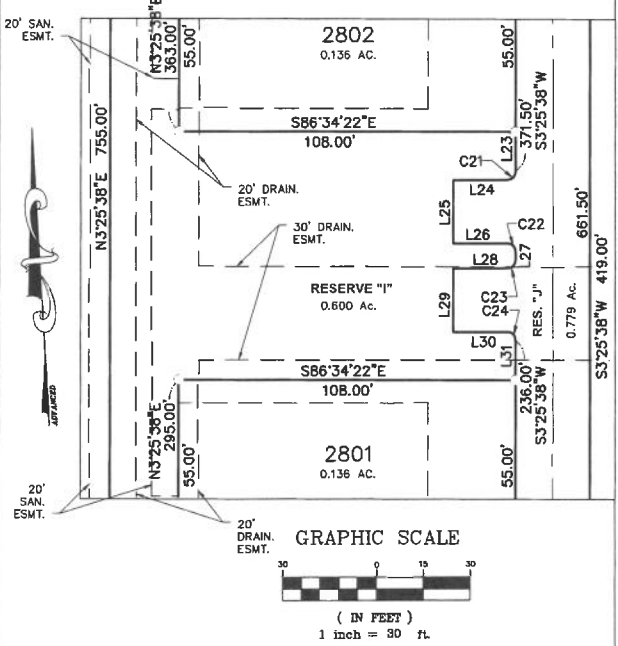 20' SAN.
ESMT.
N3°25'38"E
363.00'
55.00'
2802
0.136 AC.
55.00'
S86°34'22"E
108.00'
L23
371.50'
S3°25'38"W
C21
L24
N3°25'38"E 755.00'
20' DRAIN.
ESMT.
L25
661.50'
30' DRAIN.
ESMT.
L26
C22
L27
L28
RESERVE "I"
0.600 Ac.
L29
C23
C24
RES. "J"
0.779 Ac.
S3°25'38"W 419.00'
L30
L31
S86°34'22"E
108.00'
236.00'
S3°25'38"W
ADVANCED
N3°25'38"E
295.00'
55.00'
2801
0.136 AC.
55.00'
20'
SAN.
ESMT.
20'
DRAIN.
ESMT.
GRAPHIC SCALE
30 0 15 30
( IN FEET )
1 inch = 30 ft.